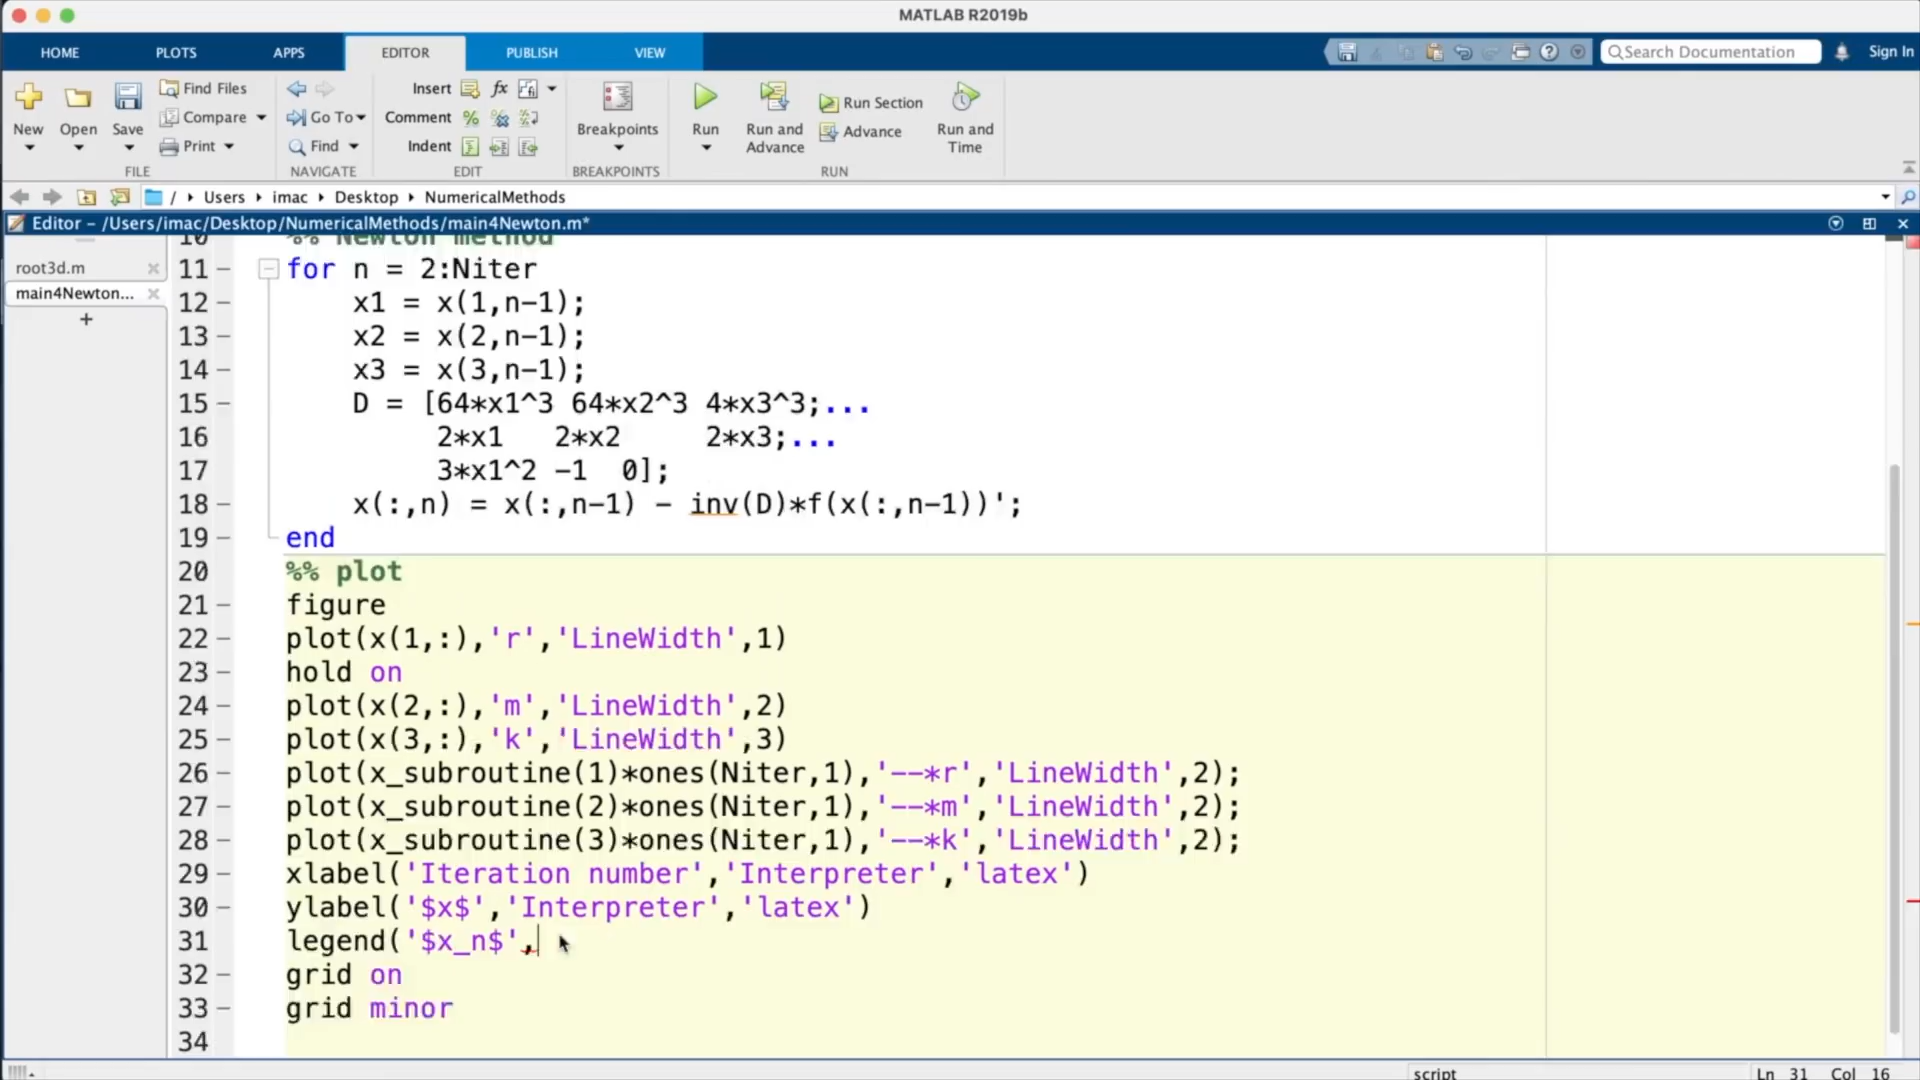 MATLAB R2019b
HOME PLOTS APPS EDITOR PUBLISH VIEW Search Documentation Sign In
New Open Save Find Files Compare Print
Go To Find
Insert fx
Comment
Indent
Breakpoints
Run Run and Advance Run Section Advance Run and Time
FILE NAVIGATE EDIT BREAKPOINTS RUN
/ Users imac Desktop NumericalMethods
Editor - /Users/imac/Desktop/NumericalMethods/main4Newton.m*
root3d.m
main4Newton...
+
10 %% Newton method
11 - for n = 2:Niter
12 - x1 = x(1,n-1);
13 - x2 = x(2,n-1);
14 - x3 = x(3,n-1);
15 - D = [64*x1^3 64*x2^3 4*x3^3;...
16 2*x1 2*x2 2*x3;...
17 3*x1^2 -1 0];
18 - x(:,n) = x(:,n-1) - inv(D)*f(x(:,n-1))';
19 - end
20 %% plot
21 - figure
22 - plot(x(1,:),'r','LineWidth',1)
23 - hold on
24 - plot(x(2,:),'m','LineWidth',2)
25 - plot(x(3,:),'k','LineWidth',3)
26 - plot(x_subroutine(1)*ones(Niter,1),'--*r','LineWidth',2);
27 - plot(x_subroutine(2)*ones(Niter,1),'--*m','LineWidth',2);
28 - plot(x_subroutine(3)*ones(Niter,1),'--*k','LineWidth',2);
29 - xlabel('Iteration number','Interpreter','latex')
30 - ylabel('$x$','Interpreter','latex')
31 legend('$x_n$',
32 - grid on
33 - grid minor
34
script Ln 31 Col 16